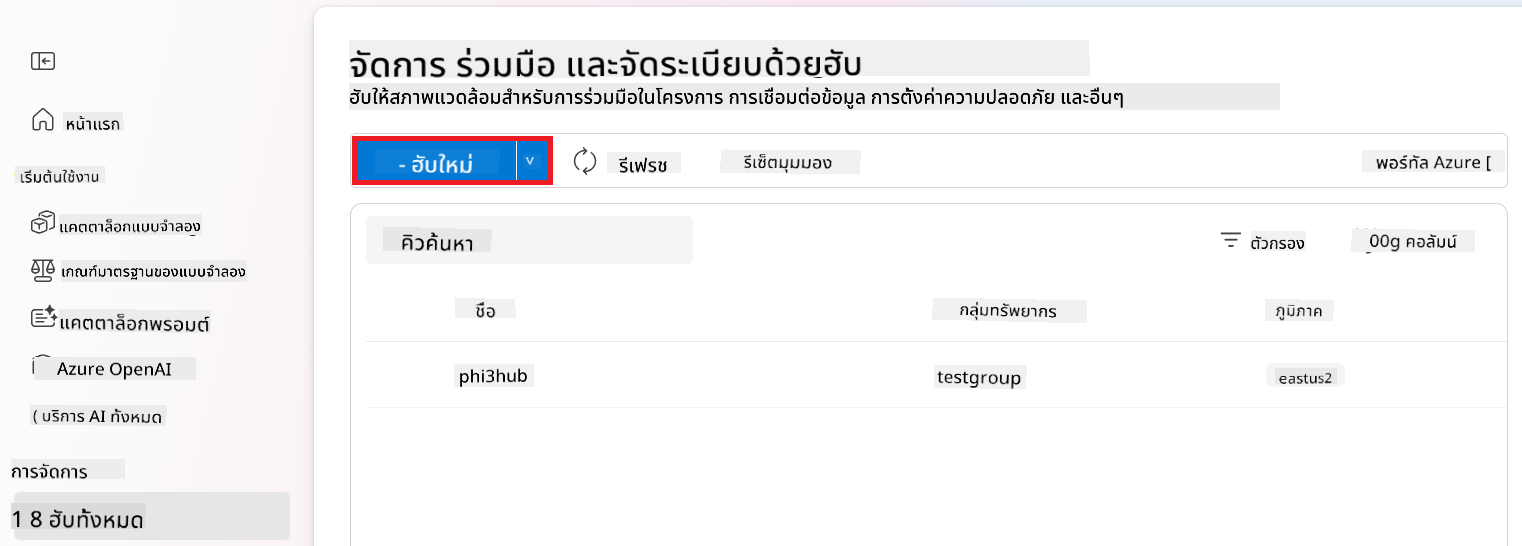 หน้าแรก
เริ่มต้นใช้งาน
แคตตาล็อกแบบจำลอง
เกณฑ์มาตรฐานของแบบจำลอง
แคตตาล็อกพรอมต์
Azure OpenAI
( บริการ AI ทั้งหมด
การจัดการ
1 8 ฮับทั้งหมด
จัดการ ร่วมมือ และจัดระเบียบด้วยฮับ
ฮับให้สภาพแวดล้อมสำหรับการร่วมมือในโครงการ การเชื่อมต่อข้อมูล การตั้งค่าความปลอดภัย และอื่นๆ
- ฮับใหม่ v รีเฟรช รีเซ็ตมุมมอง พอร์ทัล Azure [
คิวค้นหา ตัวกรอง 00g คอลัมน์
ชื่อ กลุ่มทรัพยากร ภูมิภาค
phi3hub testgroup eastus2